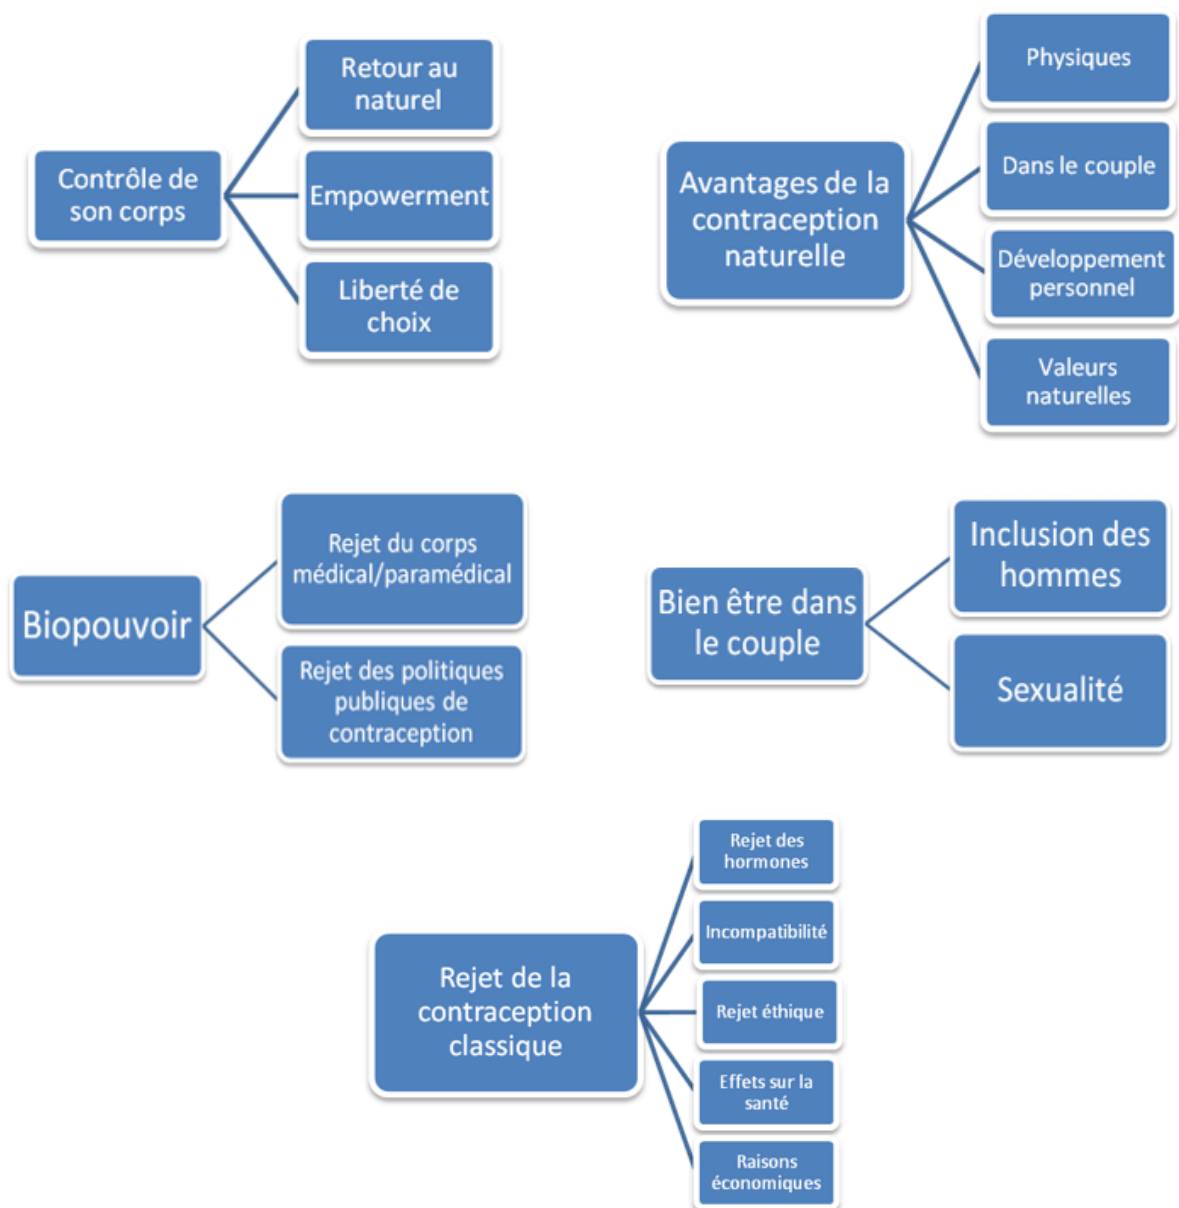 Contrôle de
son corps
Retour au
naturel
Empowerment
Liberté de
choix
Avantages de la
contraception
naturelle
Physiques
Dans le couple
Développement
personnel
Valeurs
naturelles
Biopouvoir
Rejet du corps
médical/paramédical
Rejet des politiques
publiques de
contraception
Bien être dans
le couple
Inclusion des
hommes
Sexualité
Rejet de la
contraception
classique
Rejet des
hormones
Incompatibilité
Rejet éthique
Effets sur la
santé
Raisons
économiques